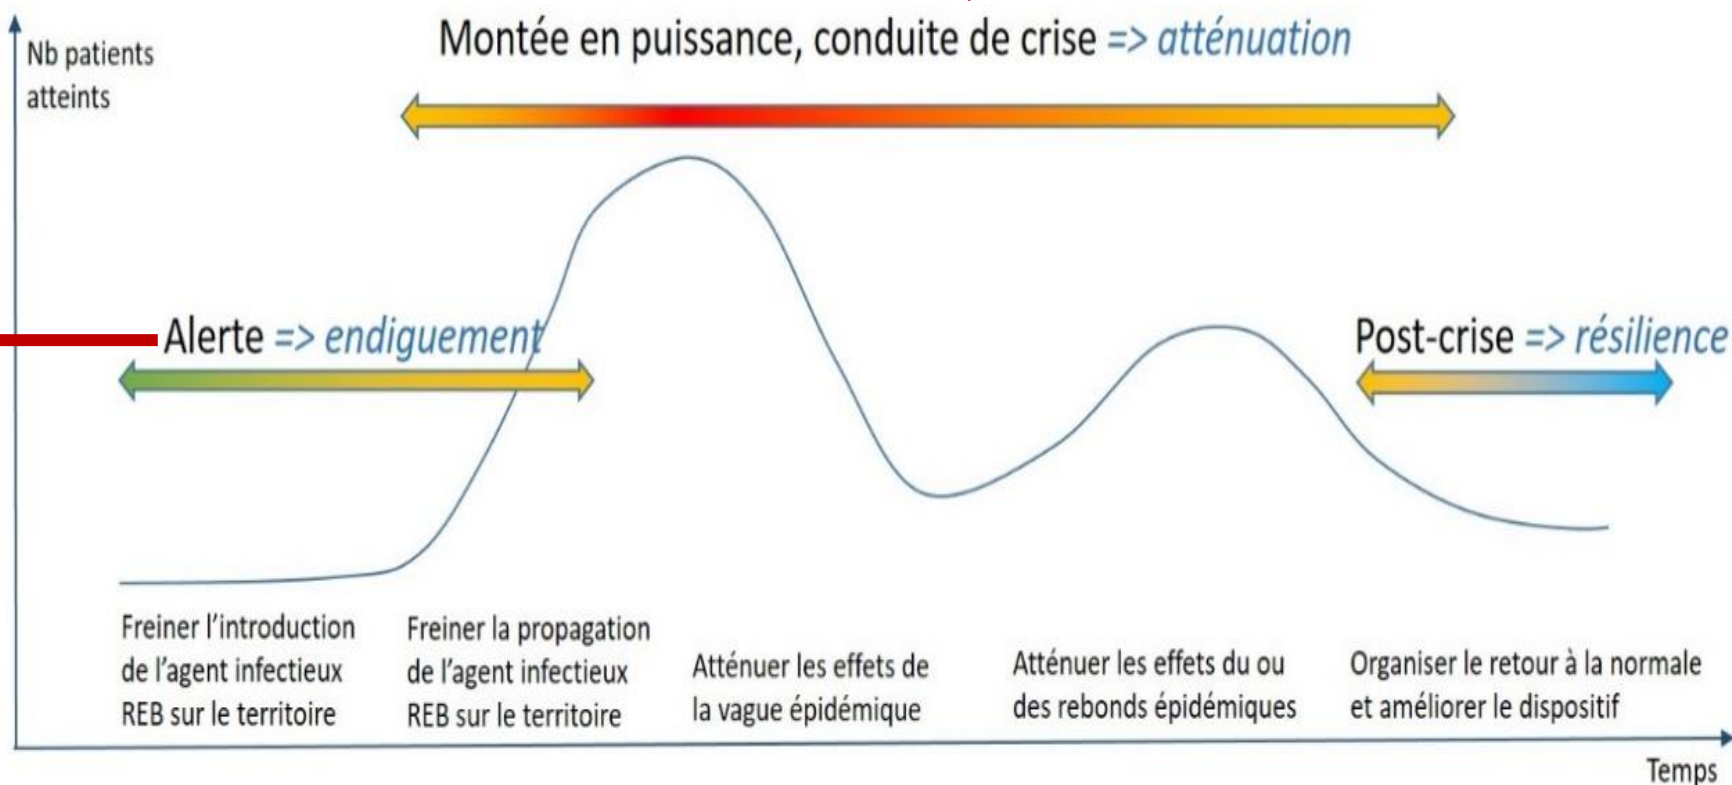 Nb patients
atteints
Montée en puissance, conduite de crise => atténuation
Alerte => endiguement
Post-crise => résilience
Freiner l’introduction
de l’agent infectieux
REB sur le territoire
Freiner la propagation
de l’agent infectieux
REB sur le territoire
Atténuer les effets de
la vague épidémique
Atténuer les effets du ou
des rebonds épidémiques
Organiser le retour à la normale
et améliorer le dispositif
Temps